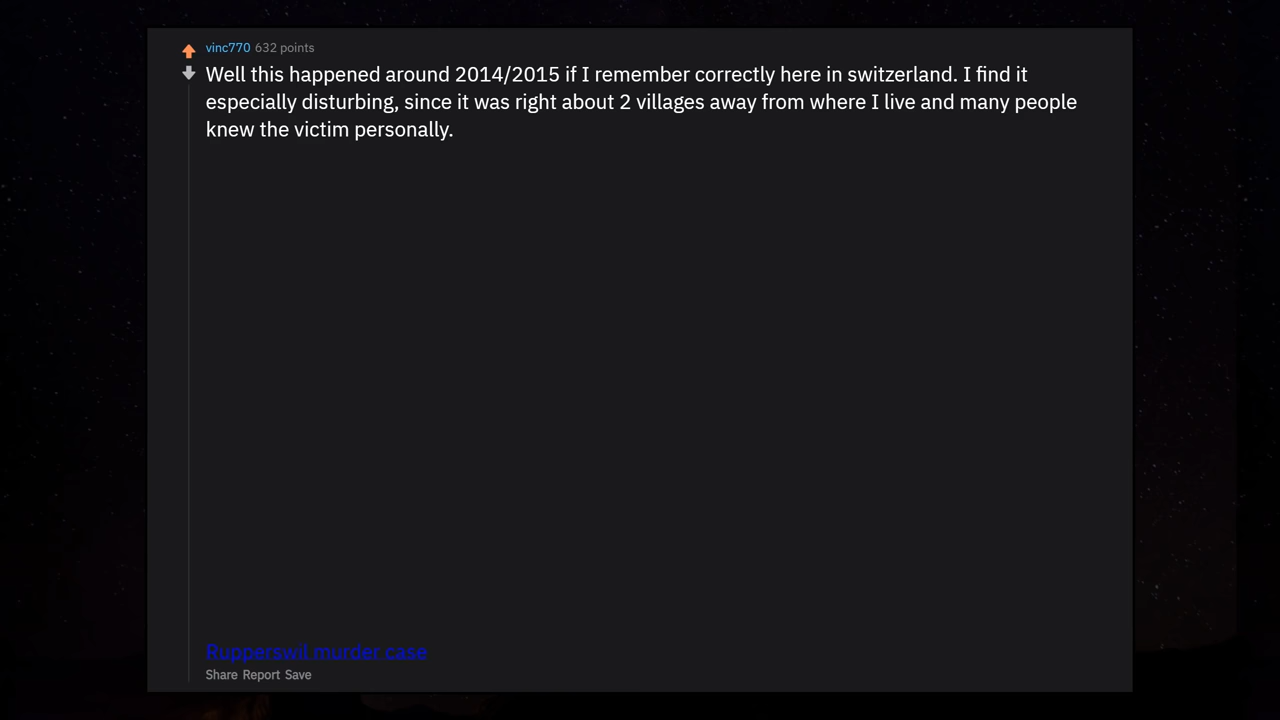 vinc770 632 points
Well this happened around 2014/2015 if I remember correctly here in switzerland. I find it
especially disturbing, since it was right about 2 villages away from where I live and many people
knew the victim personally.
Rupperswil murder case
Share Report Save